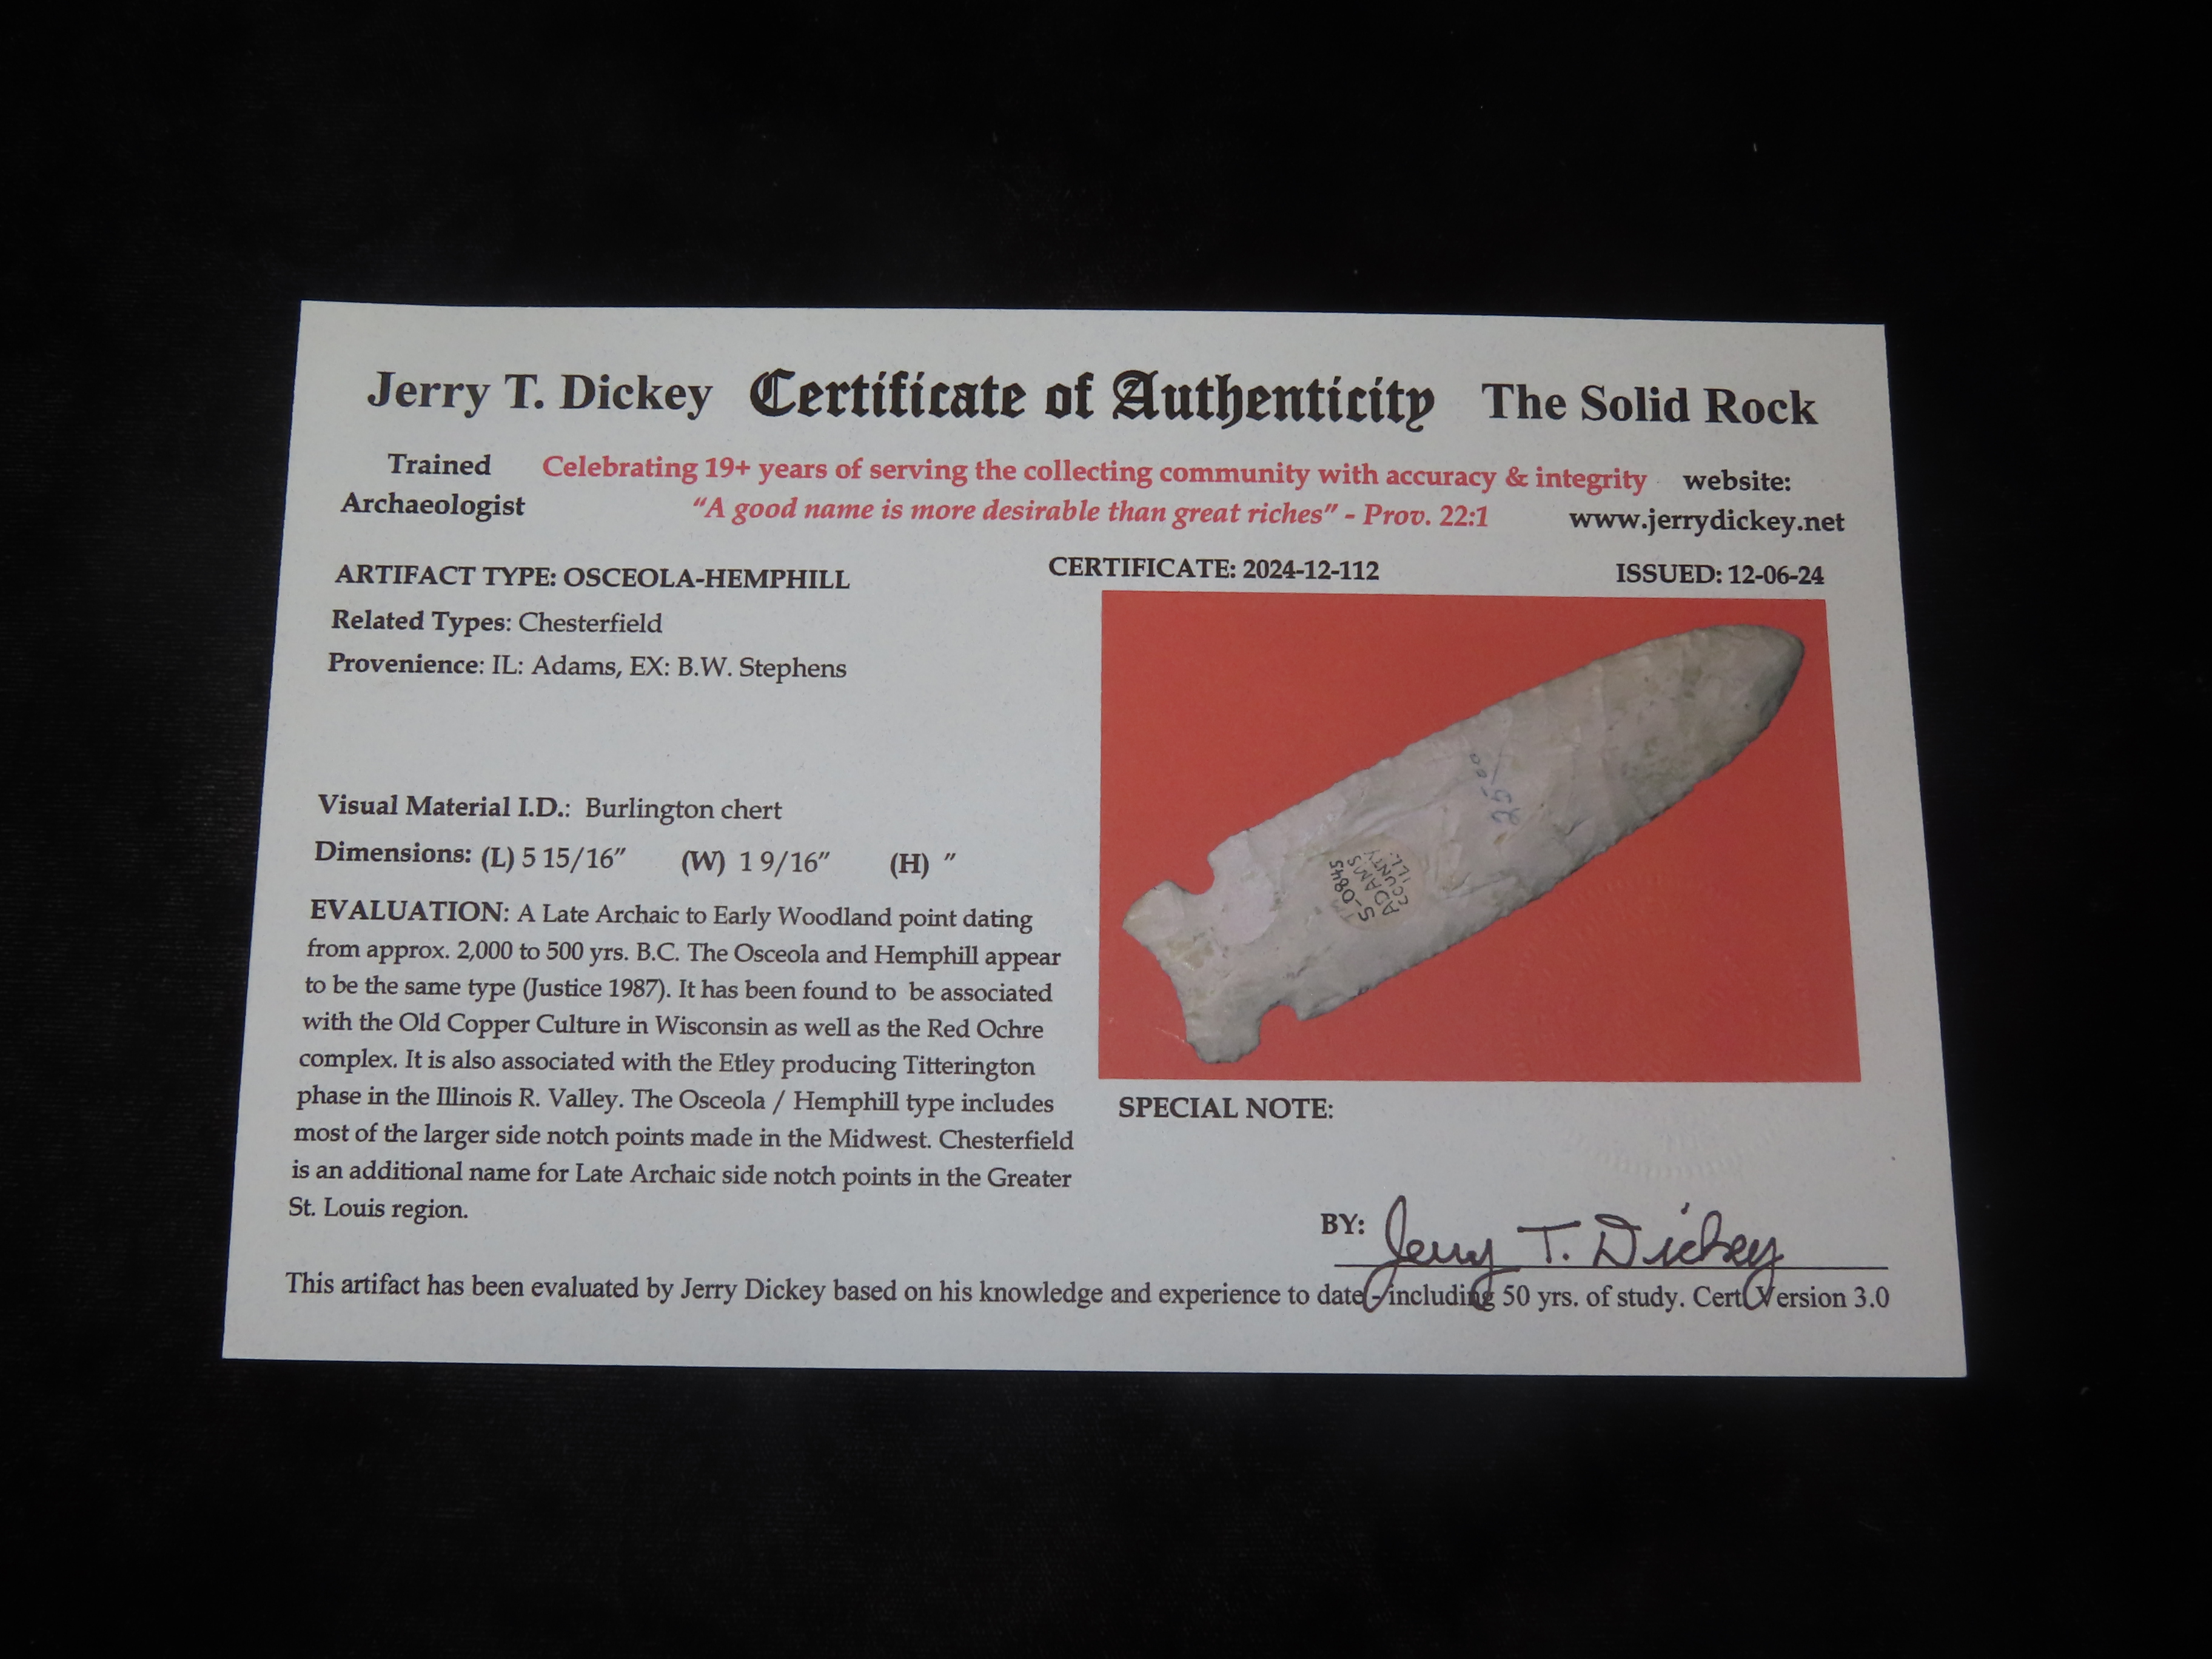 Jerry T. Dickey Certificate of Authenticity The Solid Rock
Trained Archaeologist
Celebrating 19+ years of serving the collecting community with accuracy & integrity
"A good name is more desirable than great riches" - Prov. 22:1
website:
www.jerrydickey.net
ARTIFACT TYPE: OSCEOLA-HEMPHILL
Related Types: Chesterfield
Provenience: IL: Adams, EX: B.W. Stephens
Visual Material I.D.: Burlington chert
Dimensions: (L) 5 15/16" (W) 1 9/16" (H) "
EVALUATION: A Late Archaic to Early Woodland point dating
from approx. 2,000 to 500 yrs. B.C. The Osceola and Hemphill appear
to be the same type (Justice 1987). It has been found to be associated
with the Old Copper Culture in Wisconsin as well as the Red Ochre
complex. It is also associated with the Etley producing Titterington
phase in the Illinois R. Valley. The Osceola / Hemphill type includes
most of the larger side notch points made in the Midwest. Chesterfield
is an additional name for Late Archaic side notch points in the Greater
St. Louis region.
CERTIFICATE: 2024-12-112
ISSUED: 12-06-24
2500
S-0845
ADAMS
COUNTY
ILL.
SPECIAL NOTE:
BY: Jerry T. Dickey
This artifact has been evaluated by Jerry Dickey based on his knowledge and experience to date - including 50 yrs. of study. Cert Version 3.0